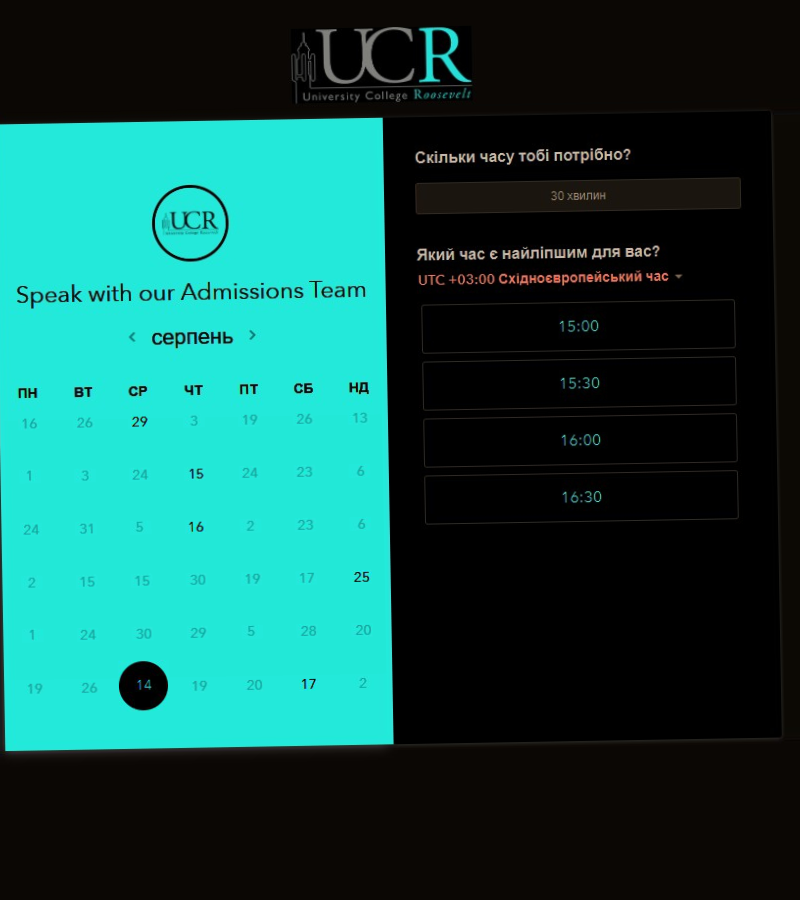 UCR
University College Roosevelt
UCR
Speak with our Admissions Team
серпень
ПН ВТ СР ЧТ ПТ СБ НД
16 26 29 3 19 26 13
1 3 24 15 24 23 6
24 31 5 16 2 23 6
2 15 15 30 19 17 25
1 24 30 29 5 28 20
19 26 14 19 20 17 2
Скільки часу тобі потрібно?
30 хвилин
Який час є найліпшим для вас?
UTC +03:00 Східноєвропейський час
15:00
15:30
16:00
16:30